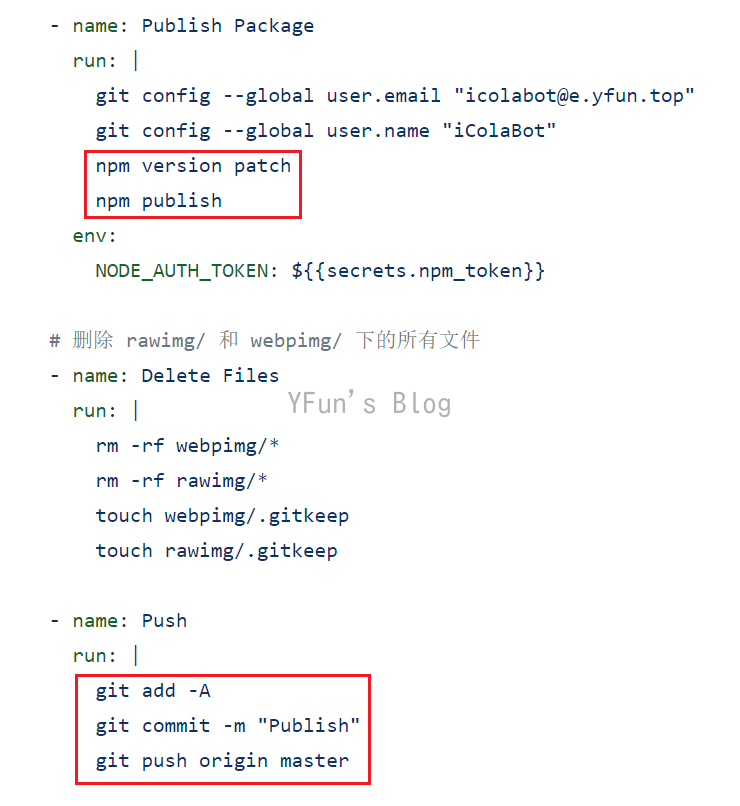 - name: Publish Package
run: |
git config --global user.email "icolabot@e.yfun.top"
git config --global user.name "iColaBot"
npm version patch
npm publish
env:
NODE_AUTH_TOKEN: ${{secrets.npm_token}}
# 删除 rawimg/ 和 webpimg/ 下的所有文件
- name: Delete Files
YFun's Blog
run: |
rm -rf webpimg/*
rm -rf rawimg/*
touch webpimg/.gitkeep
touch rawimg/.gitkeep
- name: Push
run: |
git add -A
git commit -m "Publish"
git push origin master